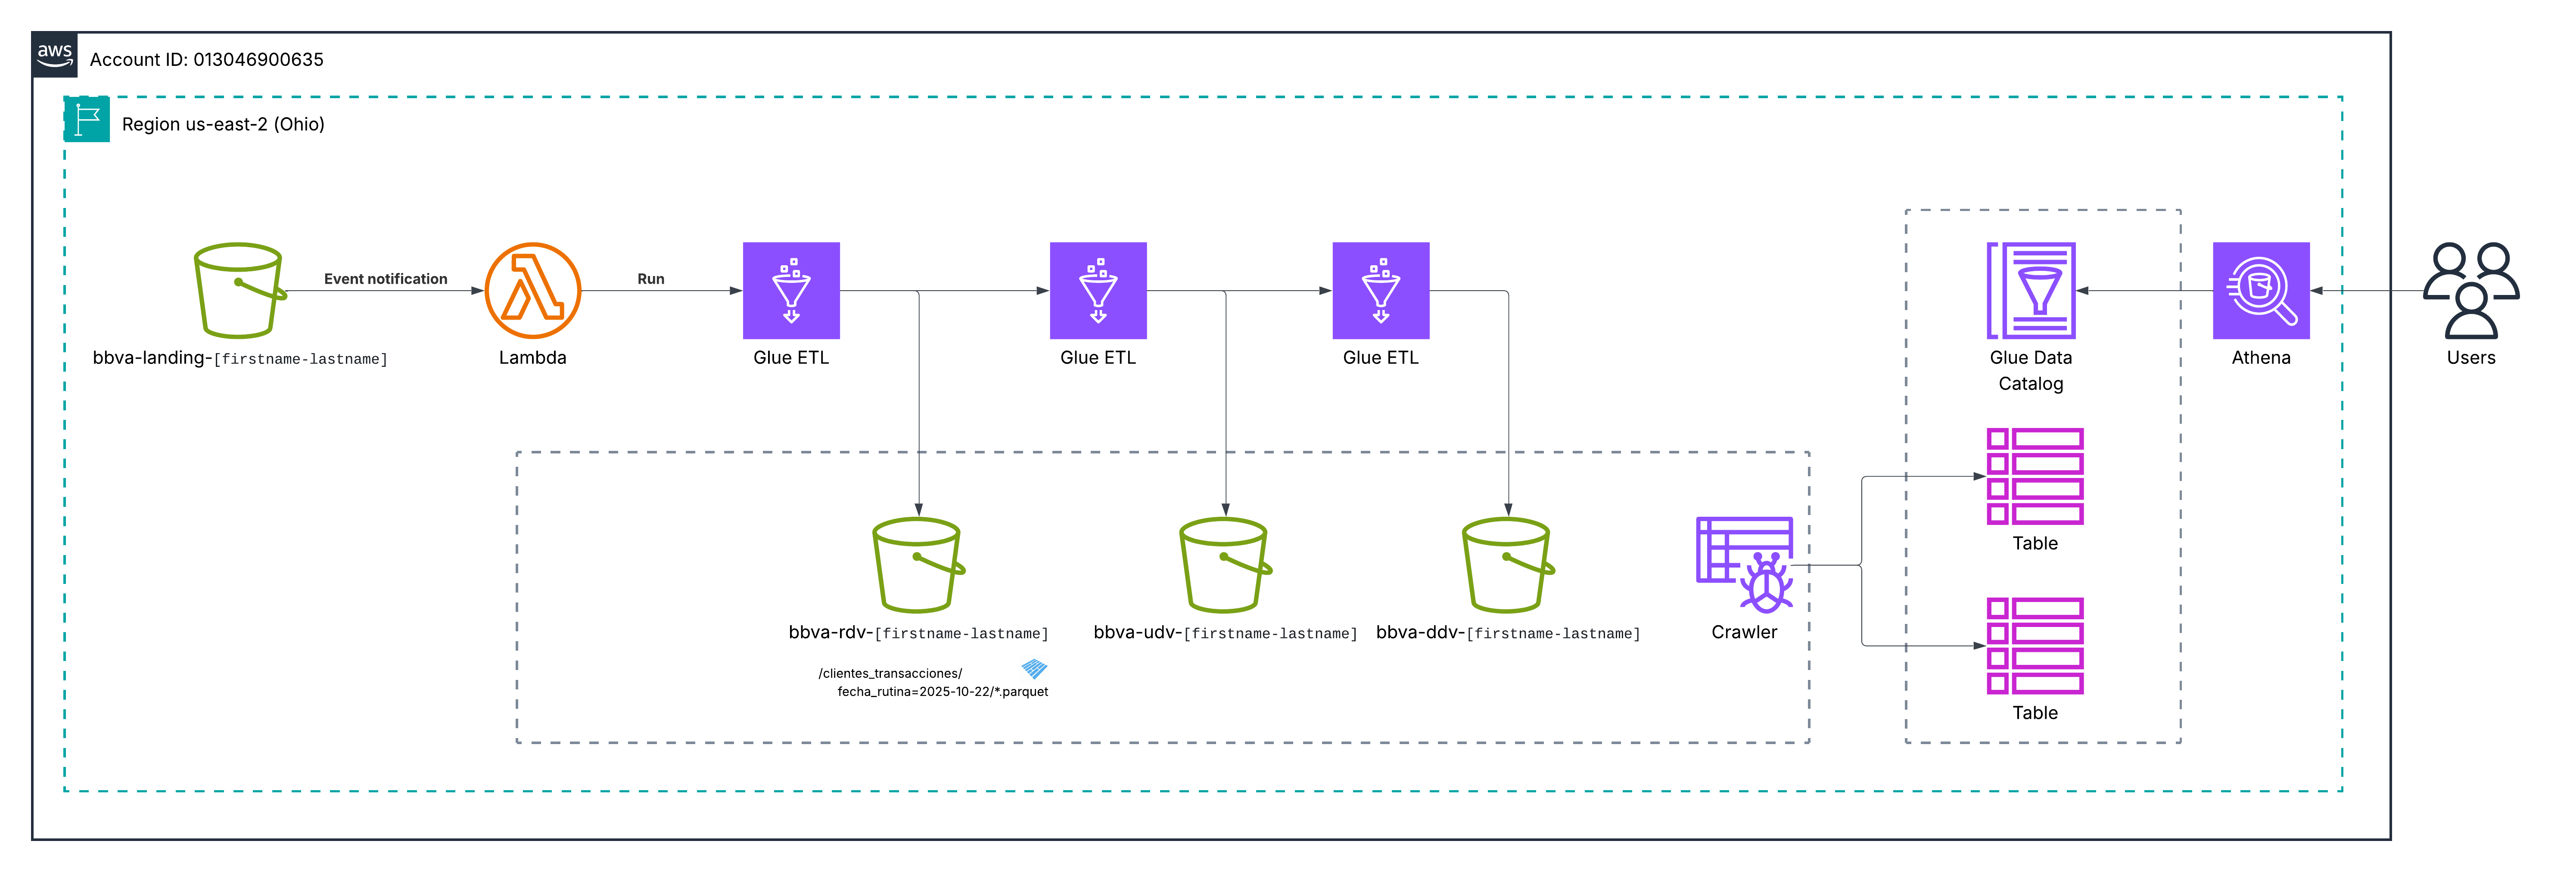 aws
Account ID: 013046900635
Region us-east-2 (Ohio)
Event notification
Run
bbva-landing-[firstname-lastname]
Lambda
Glue ETL
Glue ETL
Glue ETL
Glue Data
Catalog
Athena
Users
Table
bbva-rdv-[firstname-lastname]
bbva-udv-[firstname-lastname]
bbva-ddv-[firstname-lastname]
Crawler
/clientes_transacciones/
fecha_rutina=2025-10-22/*.parquet
Table